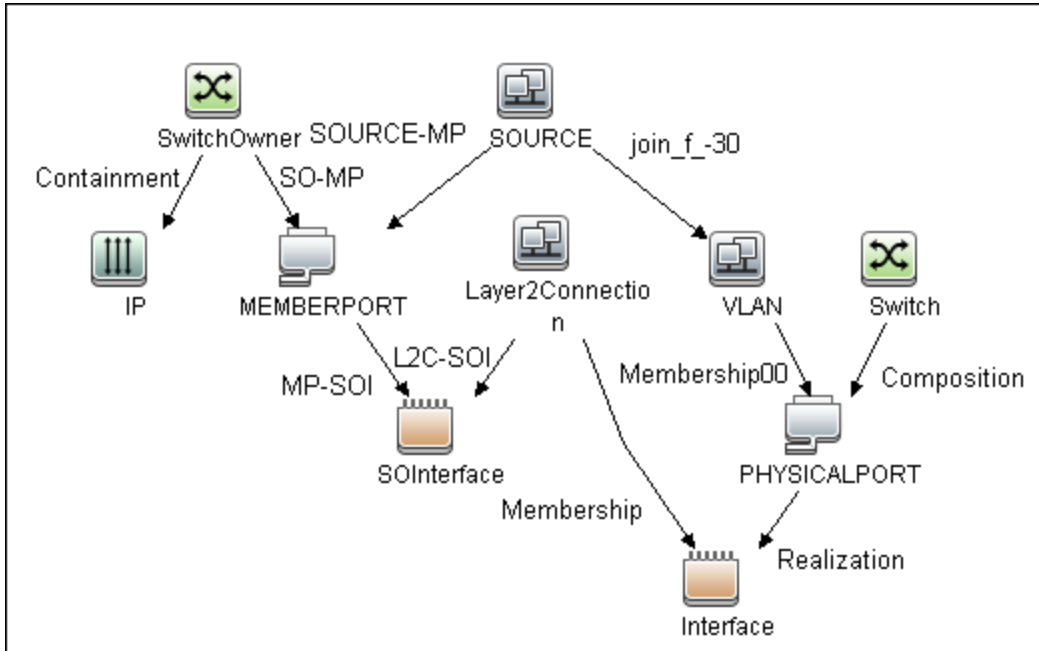 SwitchOwner
SOURCE-MP
SOURCE
join_f_-30
Containment
SO-MP
IP
MEMBERPORT
Layer2Connectio
n
VLAN
Switch
MP-SOI
L2C-SOI
Membership00
Composition
SOInterface
PHYSICALPORT
Membership
Realization
Interface